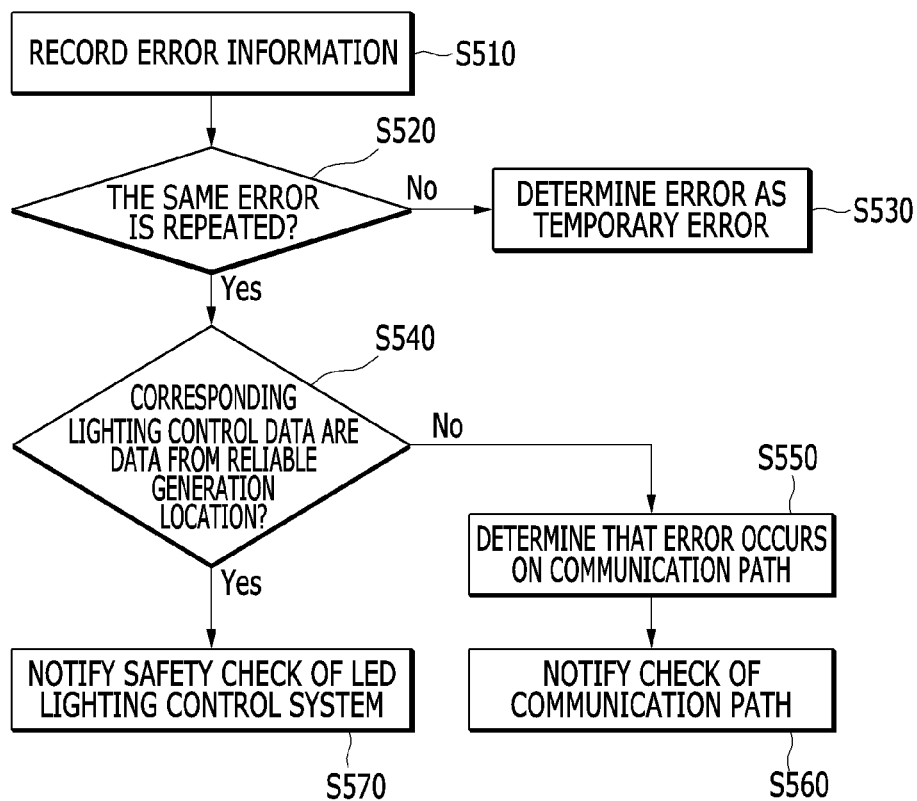 RECORD ERROR INFORMATION
S510
S520
THE SAME ERROR
IS REPEATED?
No
DETERMINE ERROR AS
TEMPORARY ERROR
S530
Yes
S540
CORRESPONDING
LIGHTING CONTROL DATA ARE
DATA FROM RELIABLE
GENERATION
LOCATION?
No
S550
DETERMINE THAT ERROR OCCURS
ON COMMUNICATION PATH
Yes
NOTIFY SAFETY CHECK OF LED
LIGHTING CONTROL SYSTEM
S570
NOTIFY CHECK OF
COMMUNICATION PATH
S560